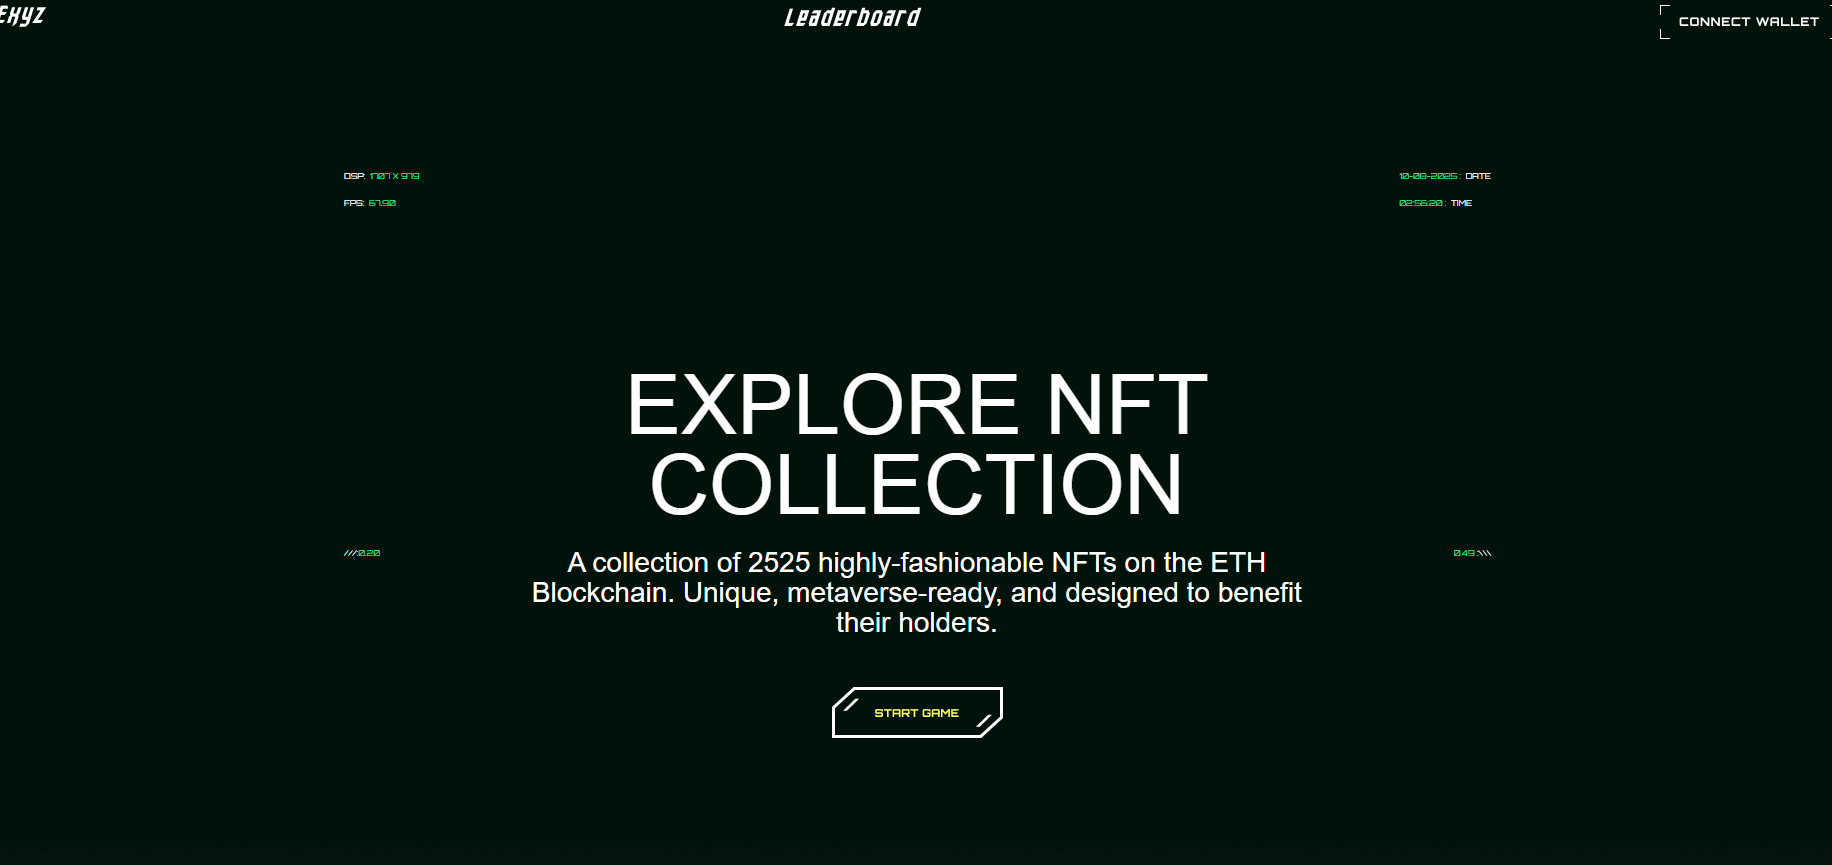 EXyz
Leaderboard
CONNECT WALLET
DSP: 1707 X 979
10-08-2025 : DATE
FPS: 67.90
02:56:20 : TIME
EXPLORE NFT
COLLECTION
///:0.20
0.49 :\\\
A collection of 2525 highly-fashionable NFTs on the ETH
Blockchain. Unique, metaverse-ready, and designed to benefit
their holders.
START GAME